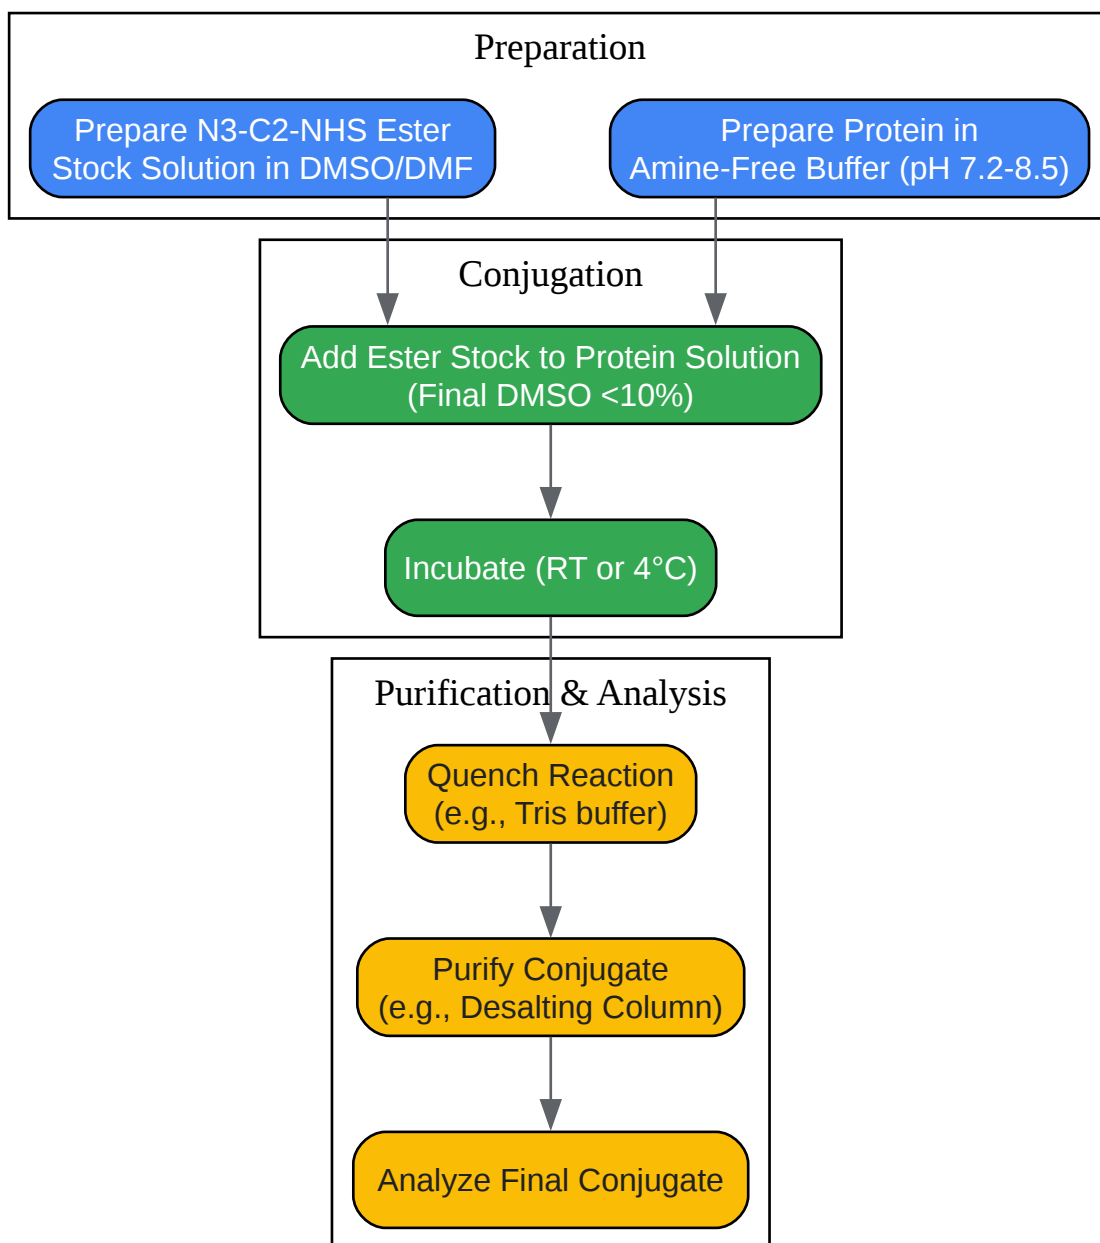 Preparation
Prepare N3-C2-NHS Ester
Stock Solution in DMSO/DMF
Prepare Protein in
Amine-Free Buffer (pH 7.2-8.5)
Conjugation
Add Ester Stock to Protein Solution
(Final DMSO <10%)
Incubate (RT or 4°C)
Purification & Analysis
Quench Reaction
(e.g., Tris buffer)
Purify Conjugate
(e.g., Desalting Column)
Analyze Final Conjugate